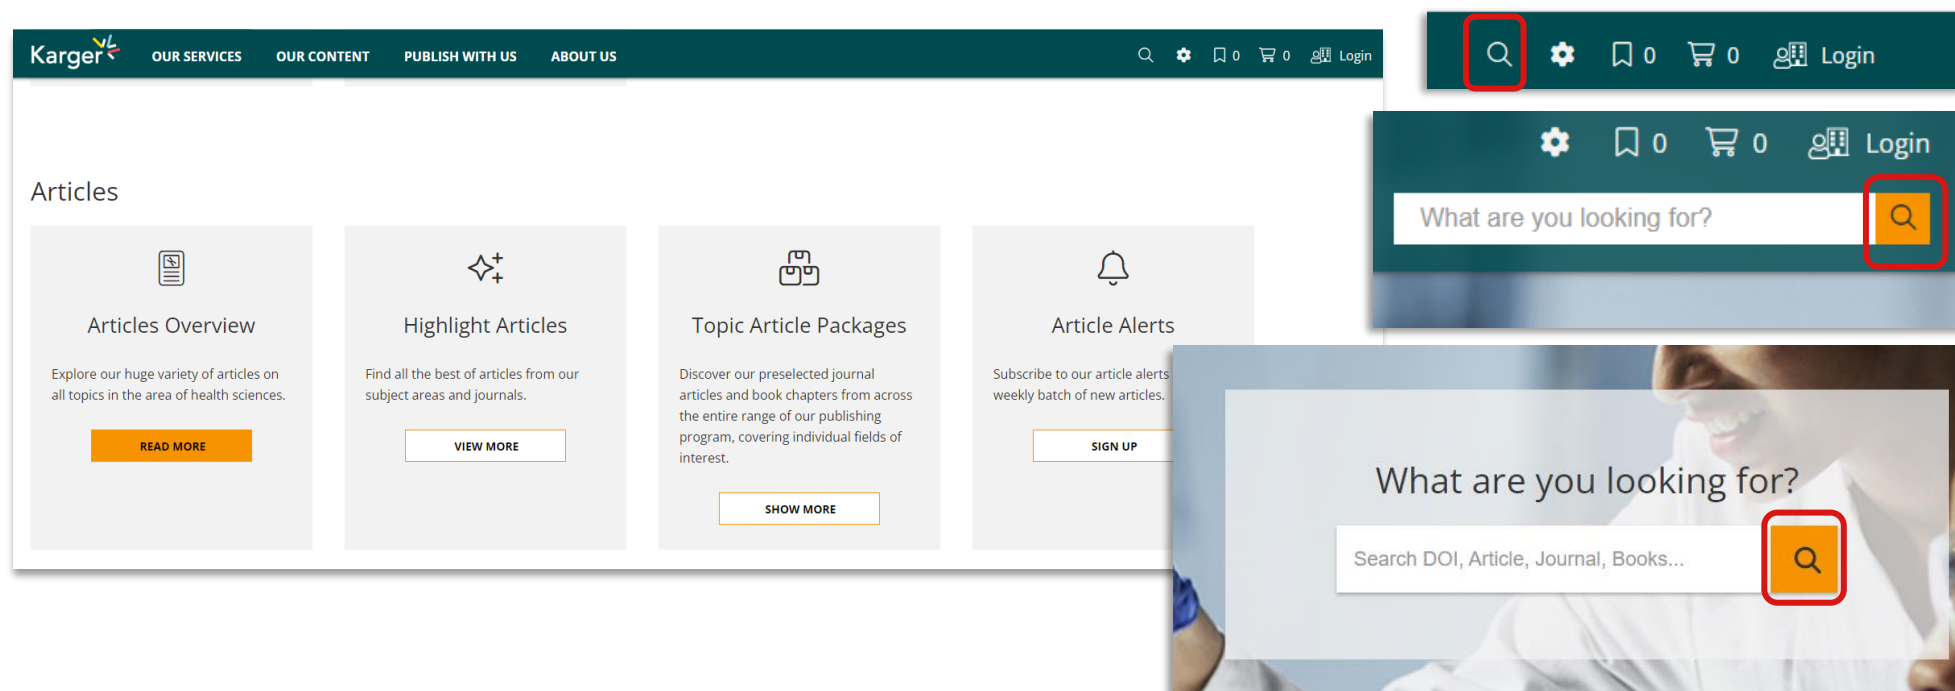 Karger OUR SERVICES OUR CONTENT PUBLISH WITH US ABOUT US 0 0 Login
Articles
Articles Overview
Explore our huge variety of articles on
all topics in the area of health sciences.
READ MORE
Highlight Articles
Find all the best of articles from our
subject areas and journals.
VIEW MORE
Topic Article Packages
Discover our preselected journal
articles and book chapters from across
the entire range of our publishing
program, covering individual fields of
interest.
SHOW MORE
Article Alerts
Subscribe to our article alerts
weekly batch of new articles.
SIGN UP
0 0 Login
0 0 Login
What are you looking for?
What are you looking for?
Search DOI, Article, Journal, Books...